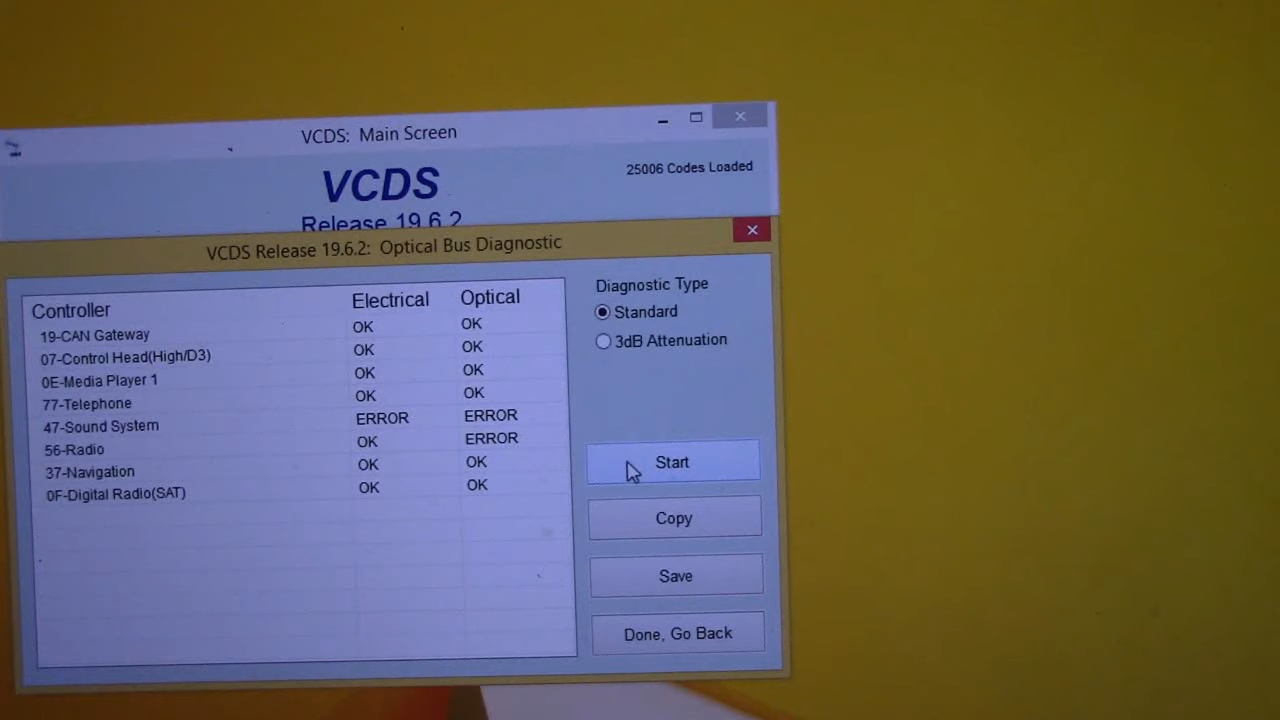 VCDS: Main Screen
VCDS
25006 Codes Loaded
Release 19.6.2
VCDS Release 19.6.2: Optical Bus Diagnostic
Controller Electrical Optical
19-CAN Gateway OK OK
07-Control Head(High/D3) OK OK
0E-Media Player 1 OK OK
77-Telephone OK OK
47-Sound System ERROR ERROR
56-Radio OK ERROR
37-Navigation OK OK
0F-Digital Radio(SAT) OK OK
Diagnostic Type
Standard
3dB Attenuation
Start
Copy
Save
Done, Go Back